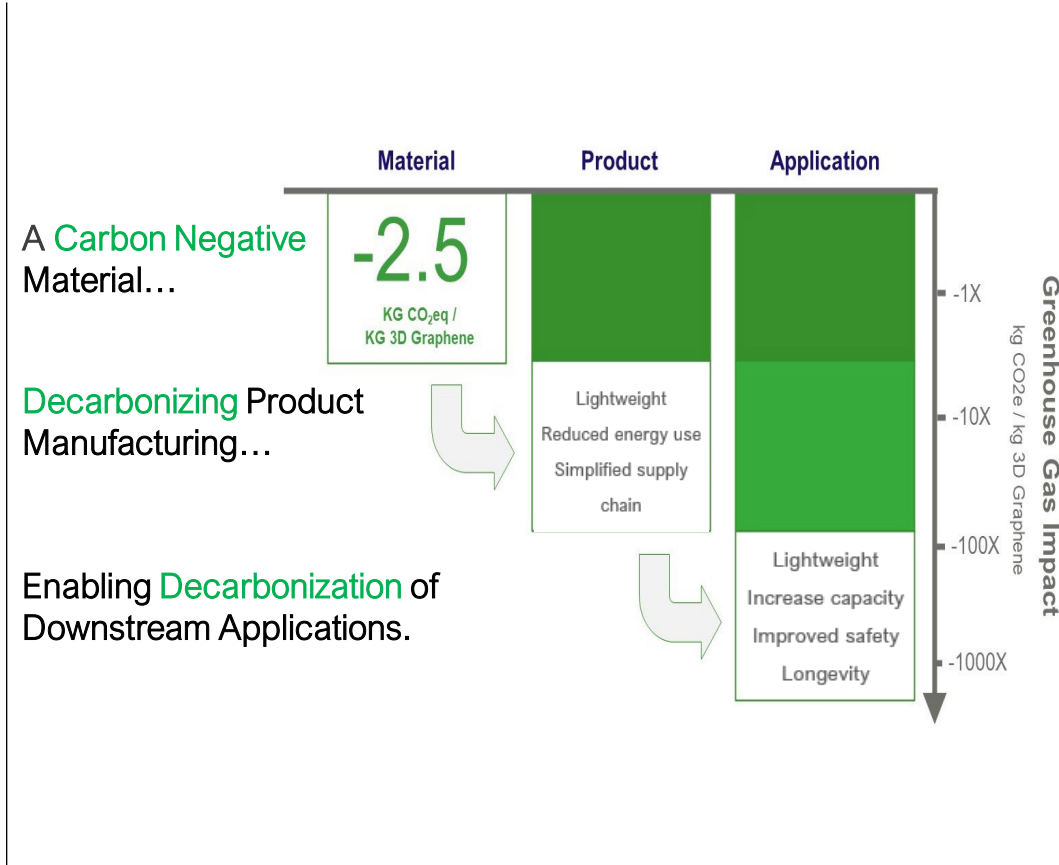 Material
Product
Application
A Carbon Negative
Material…
-2.5
KG CO₂eq /
KG 3D Graphene
Decarbonizing Product
Manufacturing…
Lightweight
Reduced energy use
Simplified supply
chain
Enabling Decarbonization of
Downstream Applications.
Lightweight
Increase capacity
Improved safety
Longevity
-1X
-10X
-100X
-1000X
Greenhouse Gas Impact
kg CO2e / kg 3D Graphene